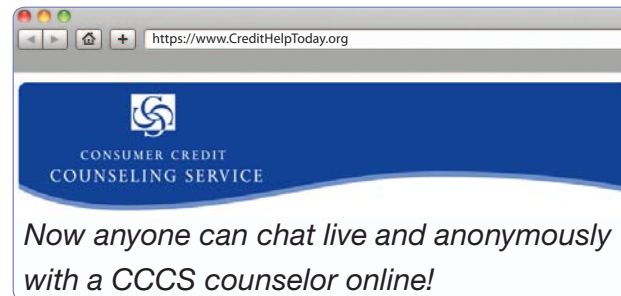 https://www.CreditHelpToday.org
CONSUMER CREDIT
COUNSELING SERVICE
Now anyone can chat live and anonymously
with a CCCS counselor online!